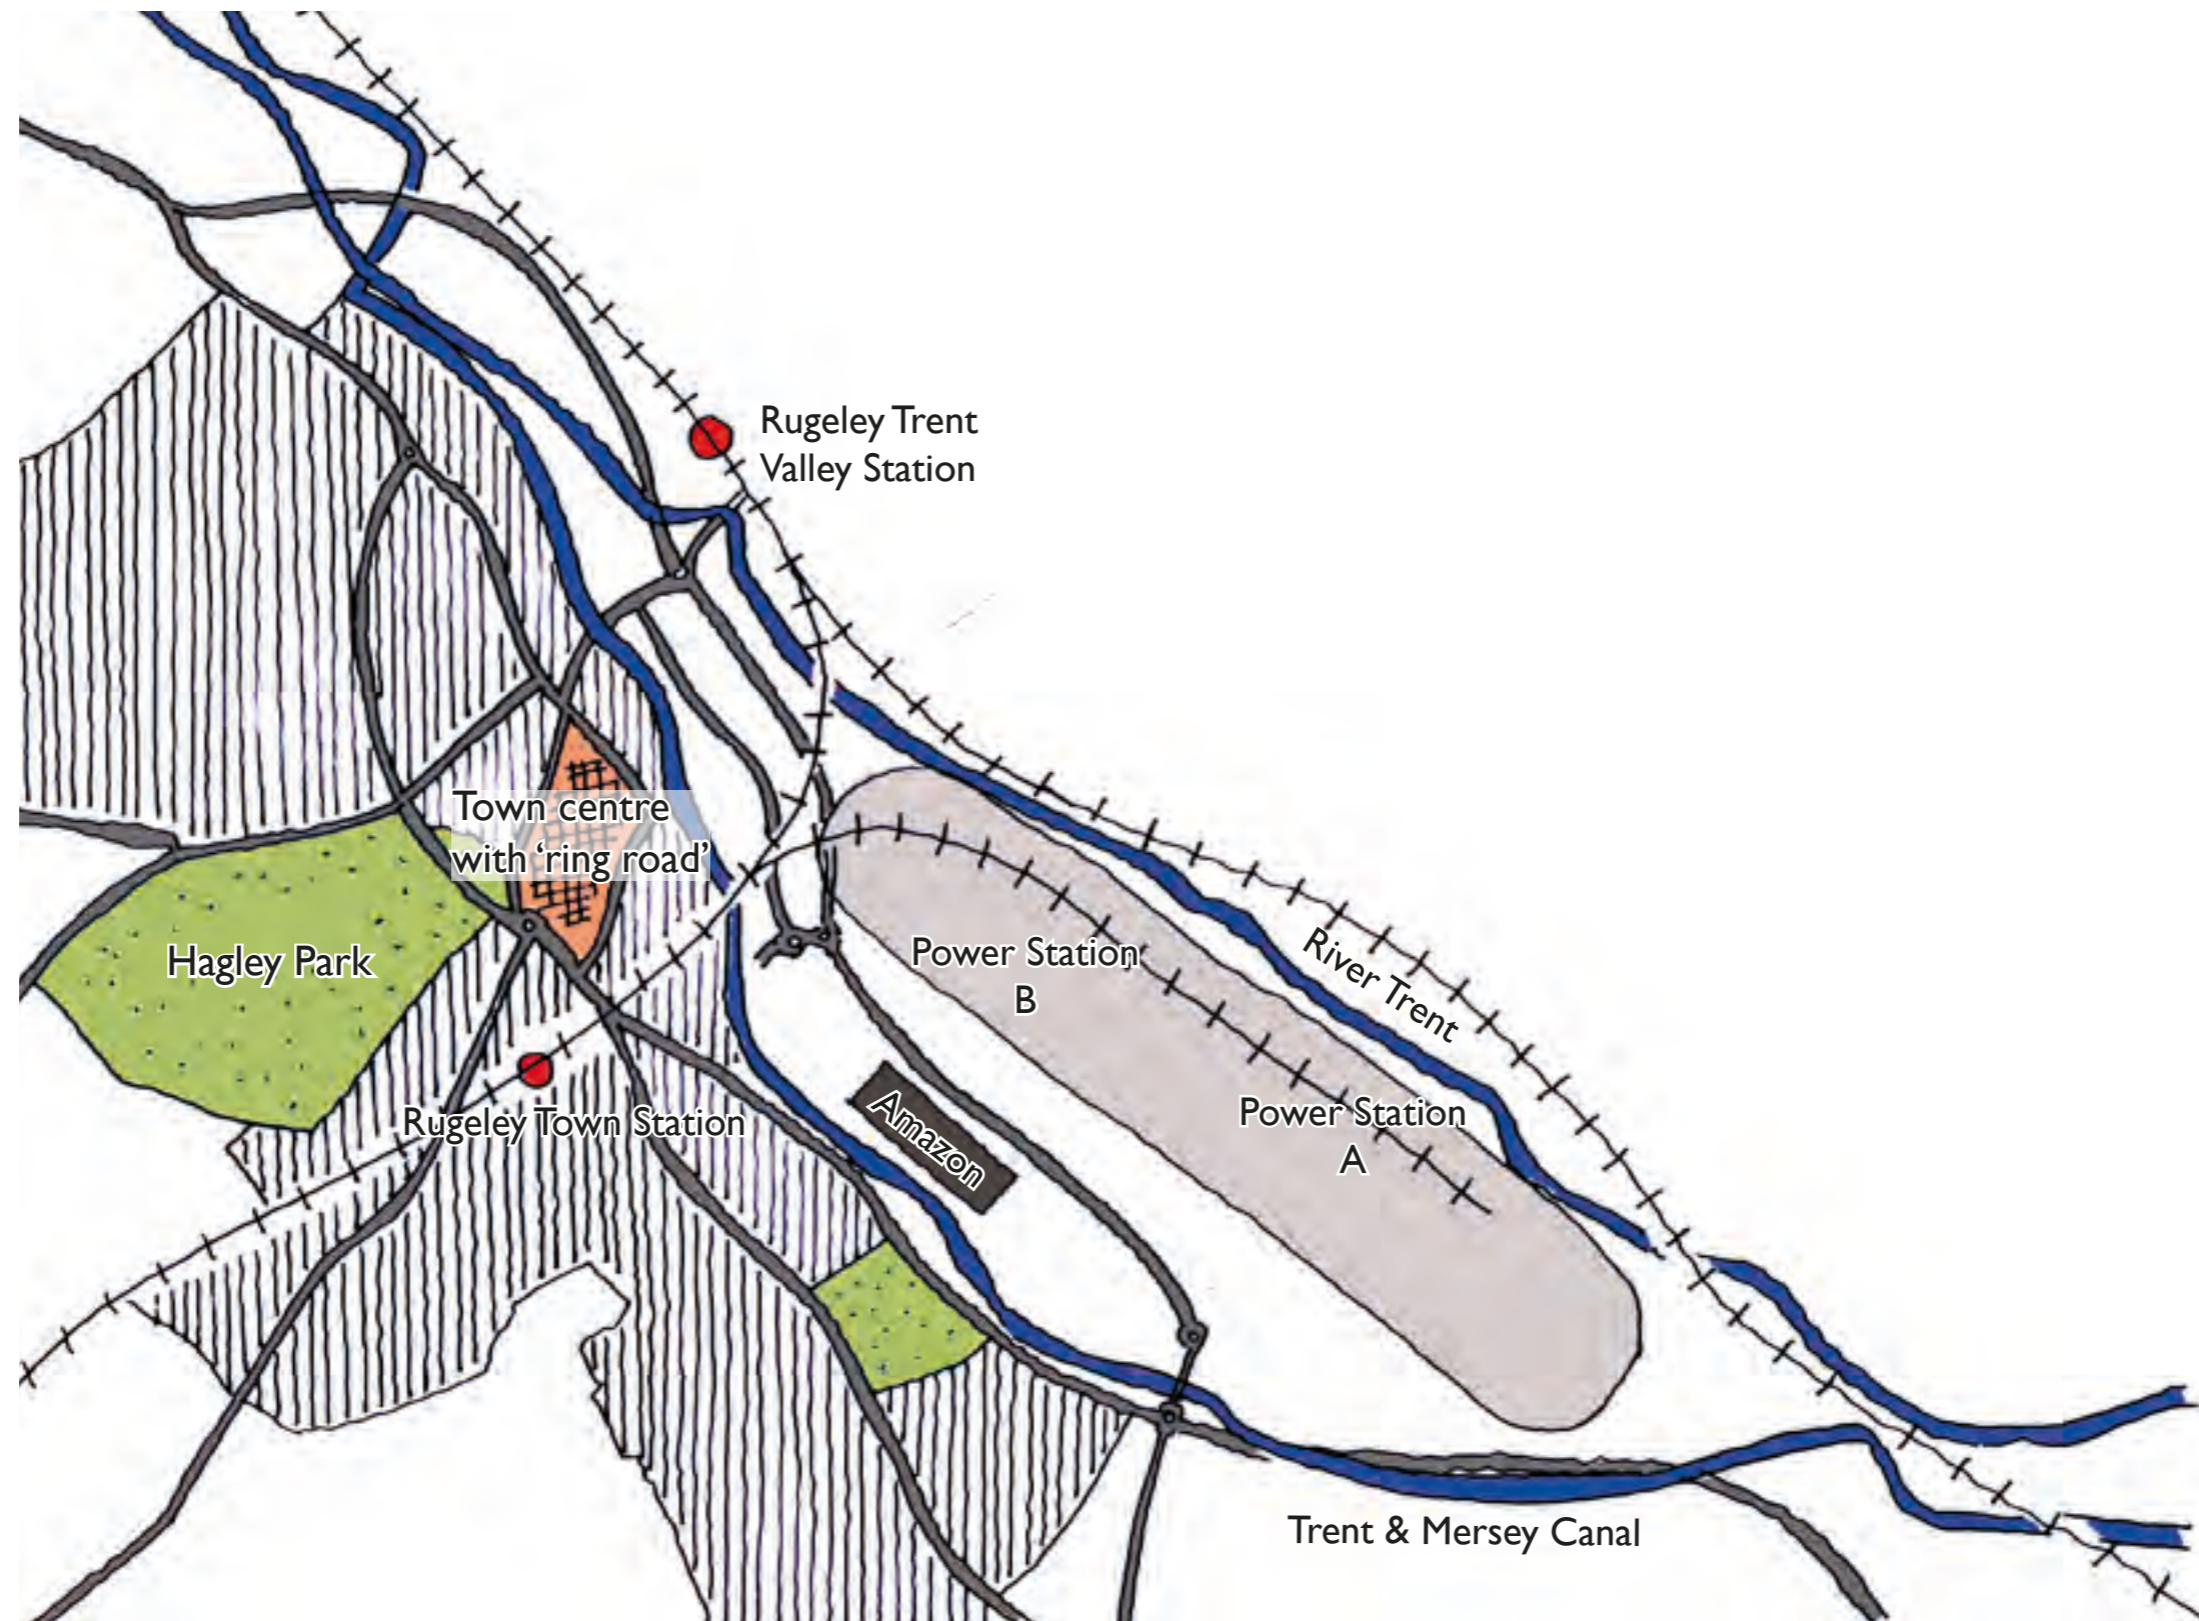 Rugeley Trent
Valley Station
Town centre
with ‘ring road’
Hagley Park
Power Station
B
River Trent
Amazon
Rugeley Town Station
Power Station
A
Trent & Mersey Canal